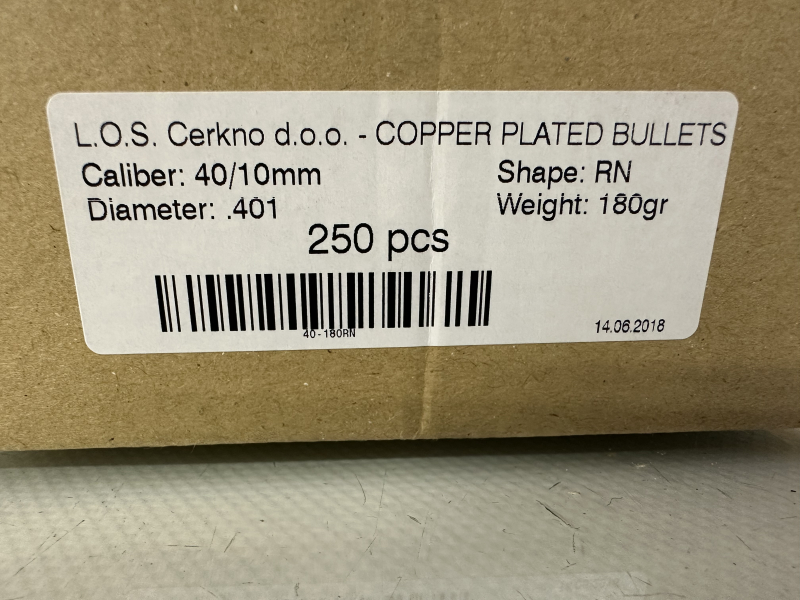 L.O.S. Cerkno d.o.o. - COPPER PLATED BULLETS
Caliber: 40/10mm Shape: RN
Diameter: .401 Weight: 180gr
250 pcs
40-180RN
14.06.2018